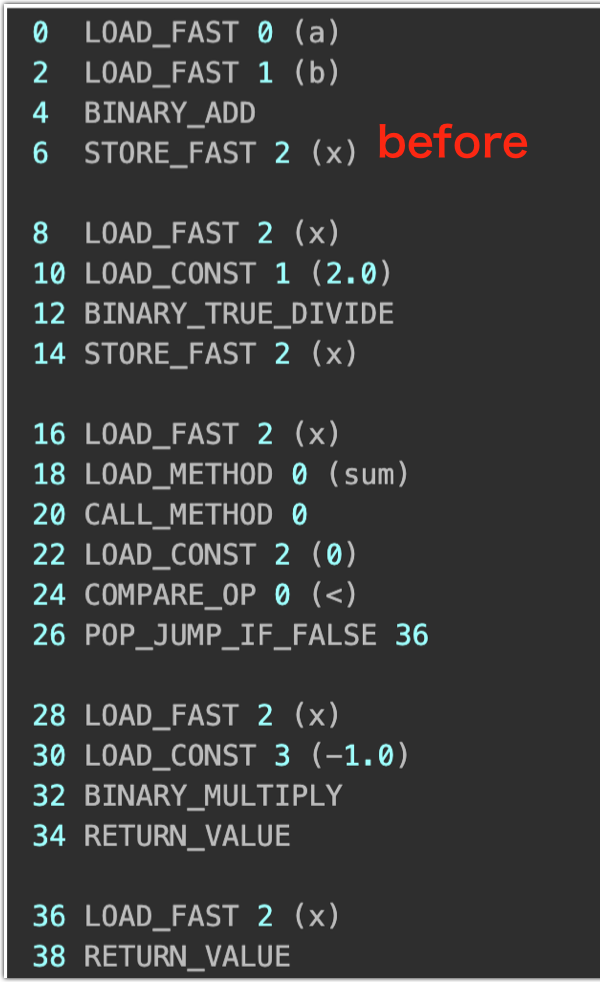 0 LOAD_FAST 0 (a)
2 LOAD_FAST 1 (b)
4 BINARY_ADD
6 STORE_FAST 2 (x)
before
8 LOAD_FAST 2 (x)
10 LOAD_CONST 1 (2.0)
12 BINARY_TRUE_DIVIDE
14 STORE_FAST 2 (x)
16 LOAD_FAST 2 (x)
18 LOAD_METHOD 0 (sum)
20 CALL_METHOD 0
22 LOAD_CONST 2 (0)
24 COMPARE_OP 0 (<)
26 POP_JUMP_IF_FALSE 36
28 LOAD_FAST 2 (x)
30 LOAD_CONST 3 (-1.0)
32 BINARY_MULTIPLY
34 RETURN_VALUE
36 LOAD_FAST 2 (x)
38 RETURN_VALUE